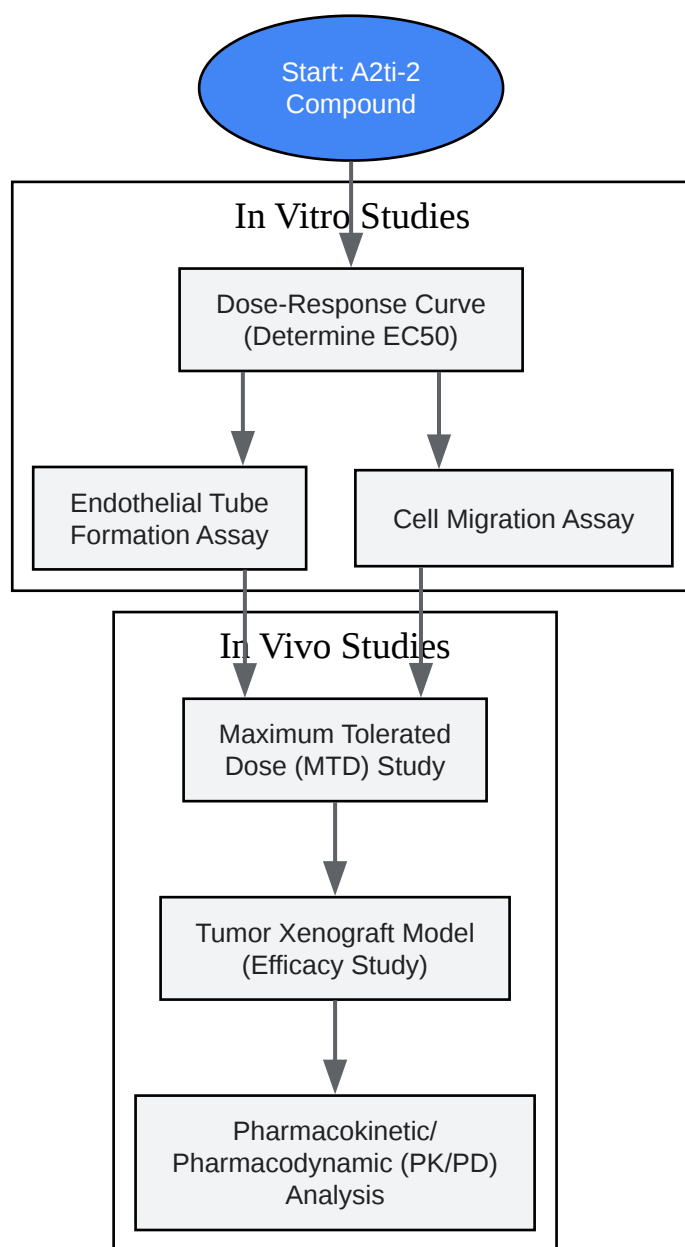 Start: A2ti-2
Compound
In Vitro Studies
Dose-Response Curve
(Determine EC50)
Endothelial Tube
Formation Assay
Cell Migration Assay
In Vivo Studies
Maximum Tolerated
Dose (MTD) Study
Tumor Xenograft Model
(Efficacy Study)
Pharmacokinetic/
Pharmacodynamic (PK/PD)
Analysis